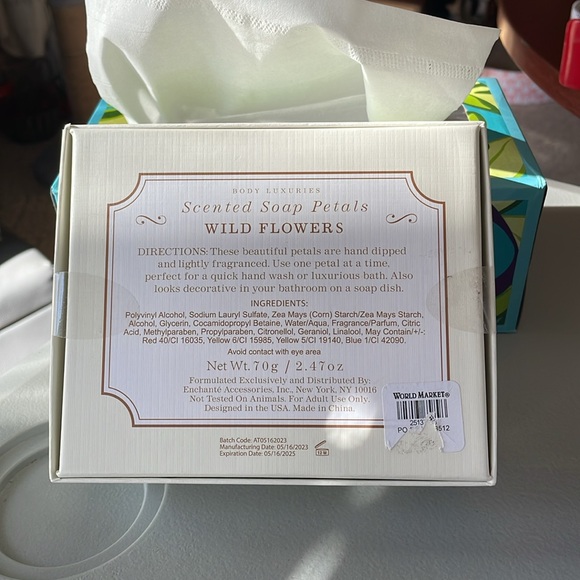 BODY LUXURIES
Scented Soap Petals
WILD FLOWERS
DIRECTIONS: These beautiful petals are hand dipped
and lightly fragranced. Use one petal at a time,
perfect for a quick hand wash or luxurious bath. Also
looks decorative in your bathroom on a soap dish.
INGREDIENTS:
Polyvinyl Alcohol, Sodium Lauryl Sulfate, Zea Mays (Corn) Starch/Zea Mays Starch,
Alcohol, Glycerin, Cocamidopropyl Betaine, Water/Aqua, Fragrance/Parfum, Citric
Acid, Methylparaben, Propylparaben, Citronellol, Geraniol, Linalool, May Contain/+/-:
Red 40/CI 16035, Yellow 6/CI 15985, Yellow 5/CI 19140, Blue 1/CI 42090.
Avoid contact with eye area
Net Wt. 70g / 2.47oz
Formulated Exclusively and Distributed By:
Enchanté Accessories, Inc., New York, NY 10016
Not Tested On Animals. For Adult Use Only.
Designed in the USA. Made in China.
WORLD MARKET®
2513
PO 4512
Batch Code: AT05162023
Manufacturing Date: 05/16/2023
Expiration Date: 05/16/2025
12 M